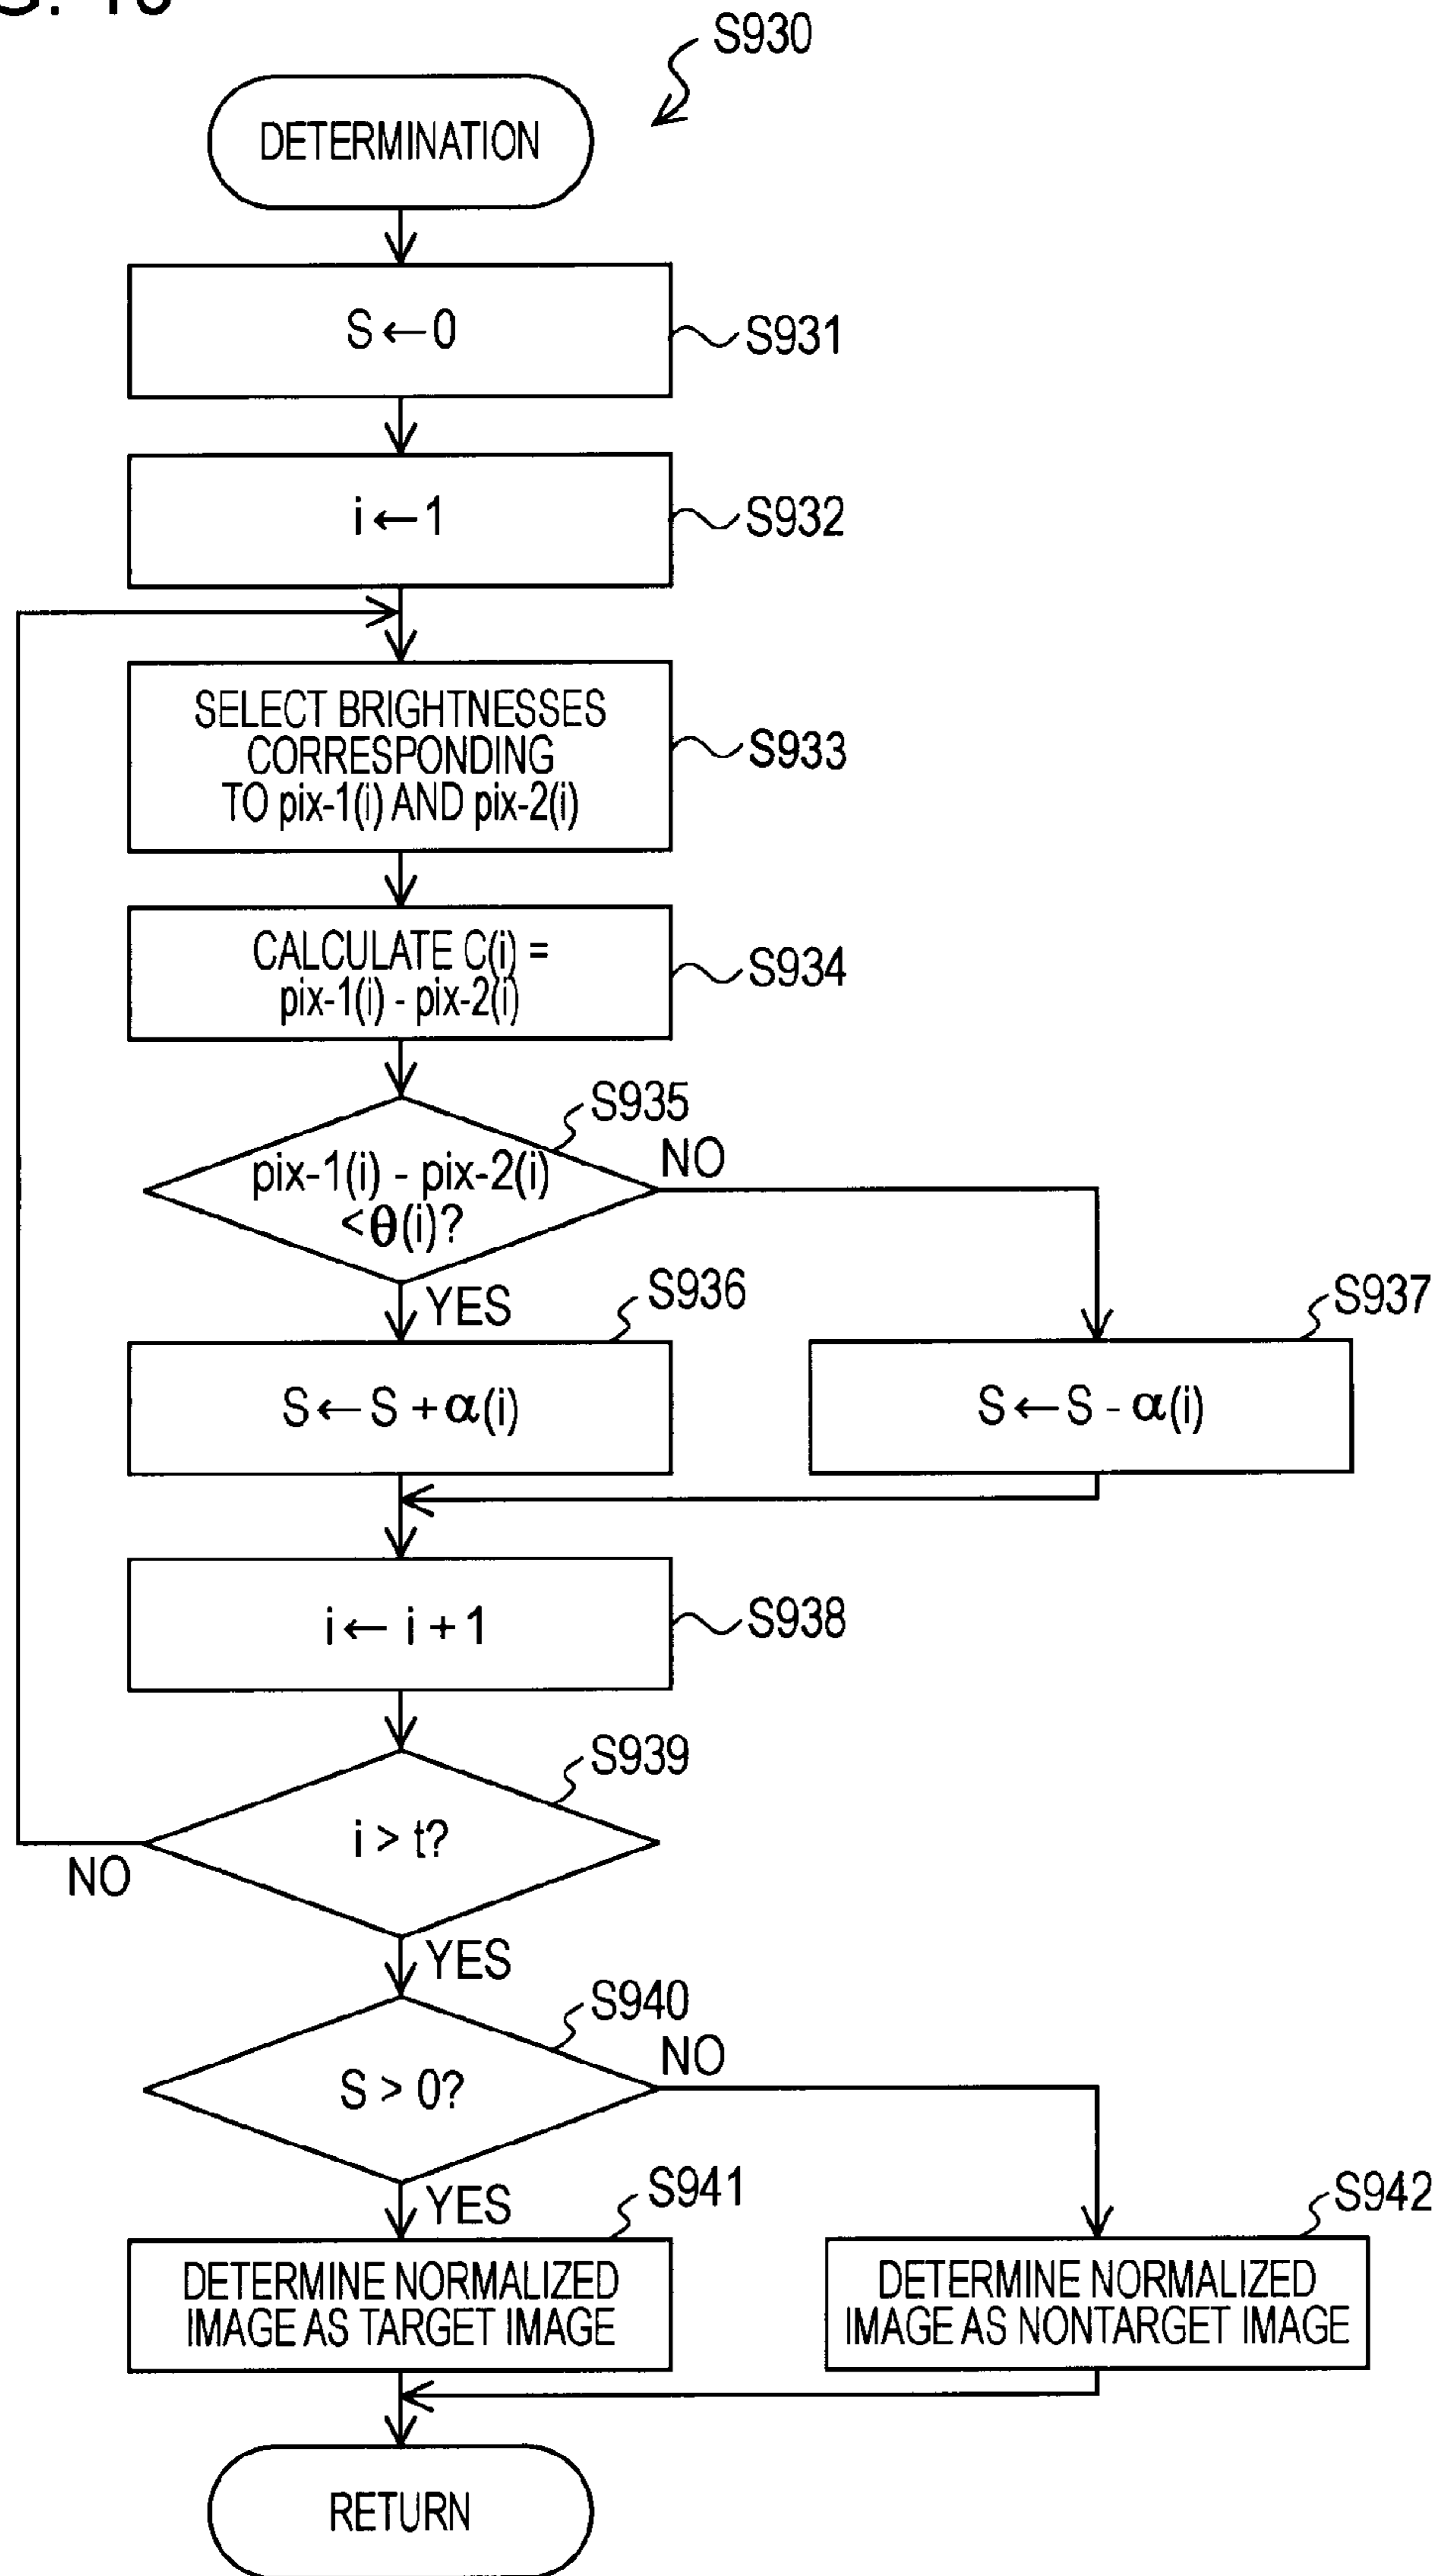 S930
DETERMINATION
S ← 0
S931
i ← 1
S932
SELECT BRIGHTNESSES
CORRESPONDING
TO pix-1(i) AND pix-2(i)
S933
CALCULATE C(i) =
pix-1(i) - pix-2(i)
S934
S935
pix-1(i) - pix-2(i)
< θ(i)?
NO
YES
S936
S937
S ← S + α(i)
S ← S - α(i)
i ← i + 1
S938
S939
i > t?
NO
YES
S940
S > 0?
NO
YES
S941
S942
DETERMINE NORMALIZED
IMAGE AS TARGET IMAGE
DETERMINE NORMALIZED
IMAGE AS NONTARGET IMAGE
RETURN